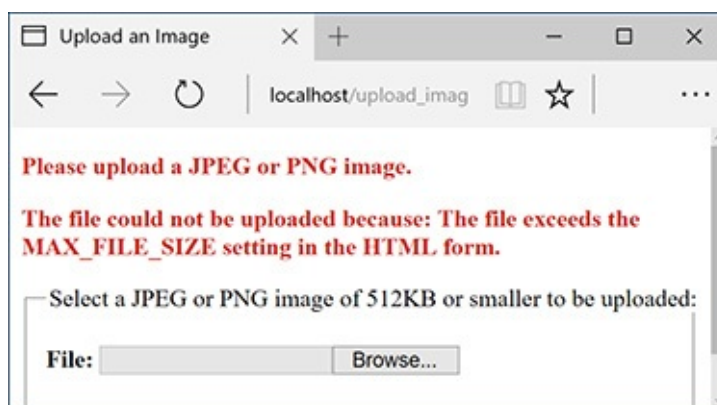 Upload an Image
localhost/upload_imag
Please upload a JPEG or PNG image.
The file could not be uploaded because: The file exceeds the
MAX_FILE_SIZE setting in the HTML form.
Select a JPEG or PNG image of 512KB or smaller to be uploaded:
File: Browse...